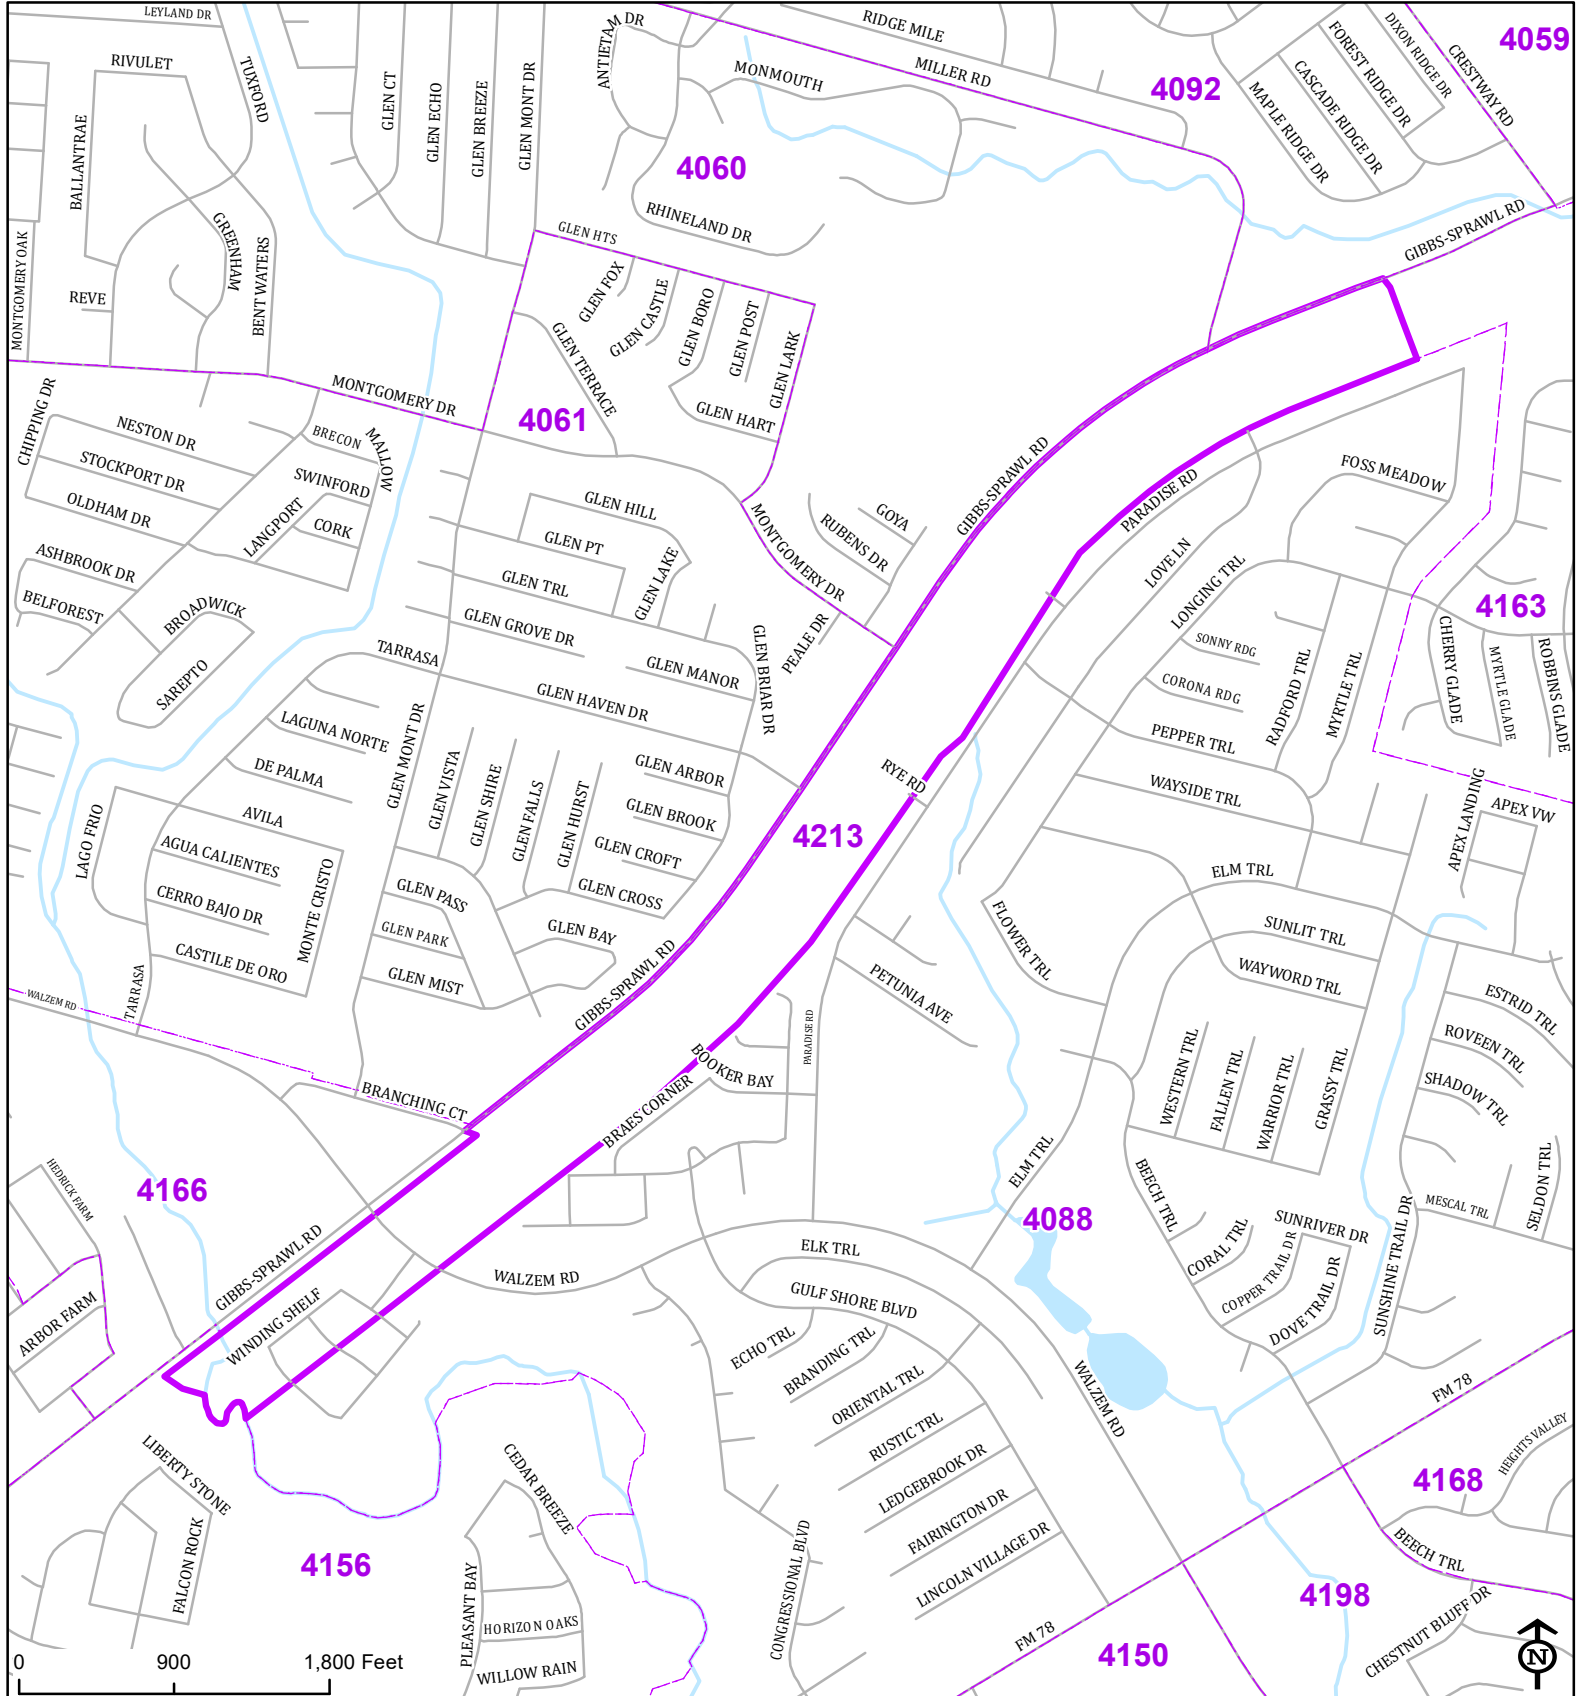 LEYLAND DR
RIVULET
TUXFORD
BALLANTRAE
GREENHAM
BENT WATERS
MONTGOMERY OAK
REVE
GLEN CT
GLEN ECHO
GLEN BREEZE
GLEN MONT DR
ANTIETAM DR
MONMOUTH
RIDGE MILE
MILLER RD
4092
4059
CRESTWAY RD
DIXON RIDGE DR
FOREST RIDGE DR
CASCADE RIDGE DR
MAPLE RIDGE DR
4060
RHINELAND DR
GLEN HTS
GLEN FOX
GLEN CASTLE
GLEN BORO
GLEN POST
GLEN LARK
GLEN HART
GLEN TERRACE
GIBBS-SPRAWL RD
MONTGOMERY DR
4061
CHIPPING DR
NESTON DR
STOCKPORT DR
OLDHAM DR
BRECON
MALLOW
SWINFORD
LANGPORT
CORK
ASHBROOK DR
BELFOREST
BROADWICK
SAREPTO
GLEN HILL
GLEN PT
GLEN TRL
GLEN LAKE
GLEN GROVE DR
GLEN MANOR
GLEN BRIAR DR
MONTGOMERY DR
RUBENS DR
GOYA
PEALE DR
GIBBS-SPRAWL RD
PARADISE RD
FOSS MEADOW
LOVE LN
LONGING TRL
SONNY RDG
CORONA RDG
RADFORD TRL
MYRTLE TRL
4163
CHERRY GLADE
MYRTLE GLADE
ROBBINS GLADE
PEPPER TRL
WAYSIDE TRL
APEX LANDING
APEX VW
TARRASA
GLEN HAVEN DR
LAGUNA NORTE
DE PALMA
AVILA
GLEN MONT DR
GLEN VISTA
GLEN SHIRE
GLEN FALLS
GLEN HURST
GLEN ARBOR
GLEN BROOK
GLEN CROFT
GLEN CROSS
LAGO FRIO
AGUA CALIENTES
CERRO BAJO DR
CASTILE DE ORO
MONTE CRISTO
GLEN PASS
GLEN PARK
GLEN MIST
GLEN BAY
RYE RD
4213
ELM TRL
SUNLIT TRL
WAYWORD TRL
FLOWER TRL
PETUNIA AVE
GIBBS-SPRAWL RD
WALZEM RD
TARRASA
BRANCHING CT
BRAES CORNER
BOOKER BAY
PARADISE RD
WESTERN TRL
FALLEN TRL
WARRIOR TRL
GRASSY TRL
ESTRID TRL
ROVEEN TRL
SHADOW TRL
SELDON TRL
MESCAL TRL
ELM TRL
BEECH TRL
4088
CORAL TRL
SUNRIVER DR
COPPER TRAIL DR
DOVE TRAIL DR
SUNSHINE TRAIL DR
HEDRICK FARM
4166
ARBOR FARM
GIBBS-SPRAWL RD
WINDING SHELF
WALZEM RD
ELK TRL
GULF SHORE BLVD
ECHO TRL
BRANDING TRL
ORIENTAL TRL
RUSTIC TRL
LEDGEBROOK DR
FAIRINGTON DR
LINCOLN VILLAGE DR
WALZEM RD
FM 78
4168
HEIGHTS VALLEY
BEECH TRL
4198
CHESTNUT BLUFF DR
LIBERTY STONE
FALCON ROCK
4156
CEDAR BREEZE
PLEASANT BAY
HORIZON OAKS
WILLOW RAIN
CONGRESSIONAL BLVD
FM 78
4150
0 900 1,800 Feet
N